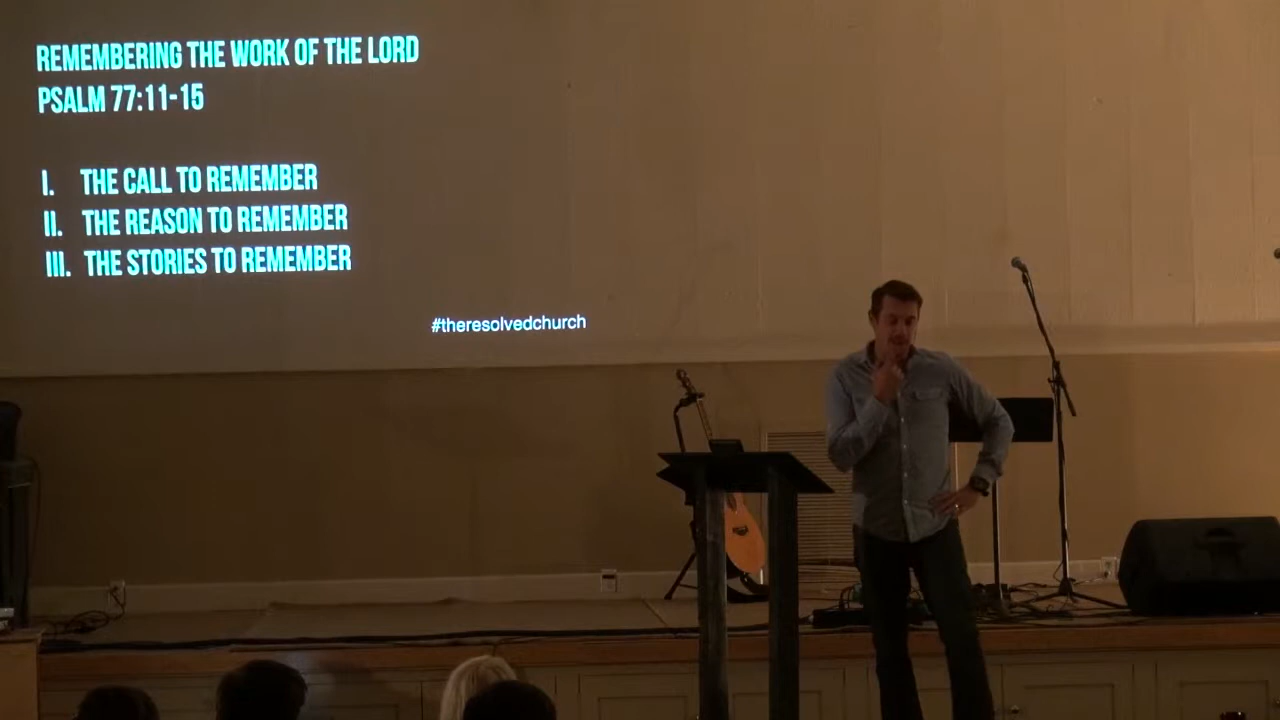 REMEMBERING THE WORK OF THE LORD
PSALM 77:11-15
I. THE CALL TO REMEMBER
II. THE REASON TO REMEMBER
III. THE STORIES TO REMEMBER
#theresolvedchurch